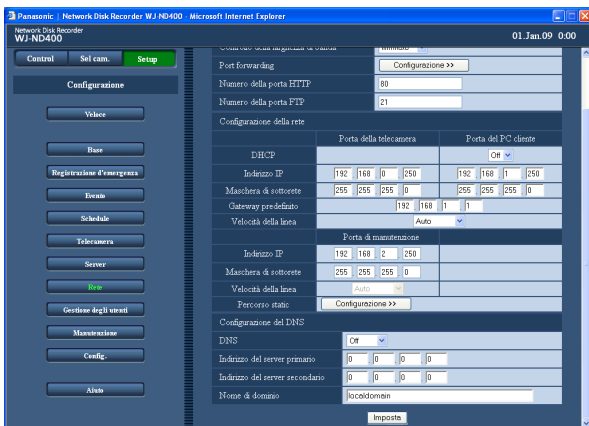 Panasonic | Network Disk Recorder WJ-ND400 - Microsoft Internet Explorer
Network Disk Recorder
WJ-ND400
01.Jan.09 0:00
Control Sel cam. Setup
Configurazione
Veloce
Base
Registrazione d'emergenza
Evento
Schedule
Telecamera
Server
Rete
Gestione degli utenti
Manutenzione
Config.
Aiuto
Controllo della larghezza di banda
Port forwarding Configurazione >>
Numero della porta HTTP 80
Numero della porta FTP 21
Configurazione della rete
Porta della telecamera Porta del PC cliente
DHCP Off
Indirizzo IP 192 . 168 . 0 . 250 192 . 168 . 1 . 250
Maschera di sottorete 255 . 255 . 255 . 0 255 . 255 . 255 . 0
Gateway predefinito 192 . 168 . 1 . 1
Velocità della linea Auto
Porta di manutenzione
Indirizzo IP 192 . 168 . 2 . 250
Maschera di sottorete 255 . 255 . 255 . 0
Velocità della linea Auto
Percorso static Configurazione >>
Configurazione del DNS
DNS Off
Indirizzo del server primario 0 . 0 . 0 . 0
Indirizzo del server secondario 0 . 0 . 0 . 0
Nome di dominio localdomain
Imposta